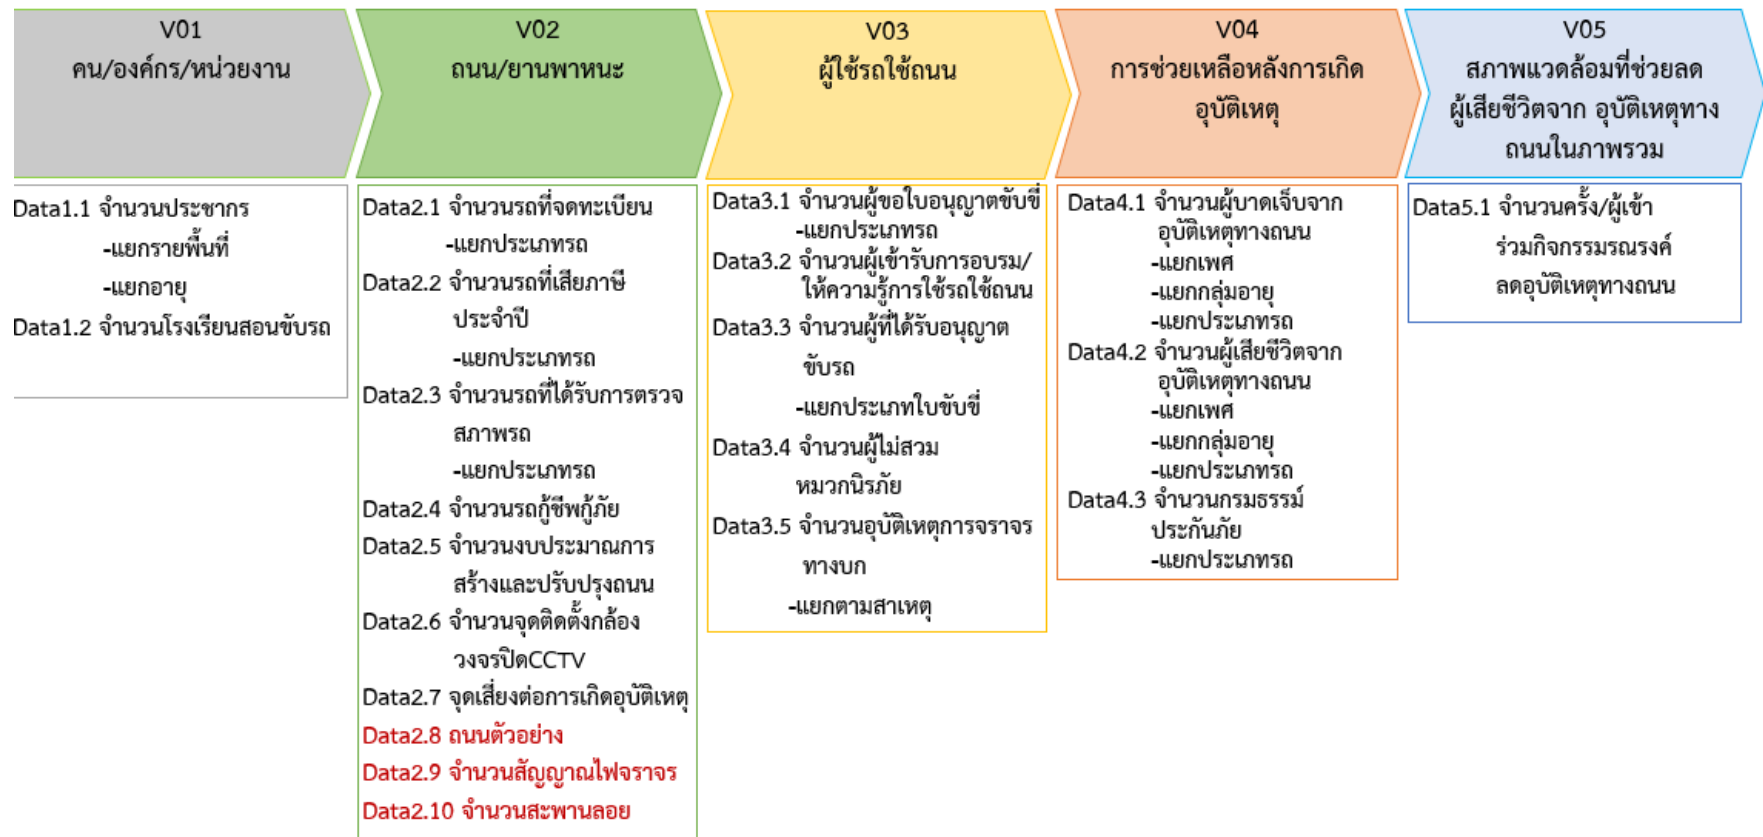 V01
คน/องค์กร/หน่วยงาน
Data1.1 จำนวนประชากร
-แยกรายพื้นที่
-แยกอายุ
Data1.2 จำนวนโรงเรียนสอนขับรถ
V02
ถนน/ยานพาหนะ
Data2.1 จำนวนรถที่จดทะเบียน
-แยกประเภทรถ
Data2.2 จำนวนรถที่เสียภาษี
ประจำปี
-แยกประเภทรถ
Data2.3 จำนวนรถที่ได้รับการตรวจ
สภาพรถ
-แยกประเภทรถ
Data2.4 จำนวนรถกู้ชีพกู้ภัย
Data2.5 จำนวนงบประมาณการ
สร้างและปรับปรุงถนน
Data2.6 จำนวนจุดติดตั้งกล้อง
วงจรปิดCCTV
Data2.7 จุดเสี่ยงต่อการเกิดอุบัติเหตุ
Data2.8 ถนนตัวอย่าง
Data2.9 จำนวนสัญญาณไฟจราจร
Data2.10 จำนวนสะพานลอย
V03
ผู้ใช้รถใช้ถนน
Data3.1 จำนวนผู้ขอใบอนุญาตขับขี่
-แยกประเภทรถ
Data3.2 จำนวนผู้เข้ารับการอบรม/
ให้ความรู้การใช้รถใช้ถนน
Data3.3 จำนวนผู้ที่ได้รับอนุญาต
ขับรถ
-แยกประเภทใบขับขี่
Data3.4 จำนวนผู้ไม่สวม
หมวกนิรภัย
Data3.5 จำนวนอุบัติเหตุการจราจร
ทางบก
-แยกตามสาเหตุ
V04
การช่วยเหลือหลังการเกิด
อุบัติเหตุ
Data4.1 จำนวนผู้บาดเจ็บจาก
อุบัติเหตุทางถนน
-แยกเพศ
-แยกกลุ่มอายุ
-แยกประเภทรถ
Data4.2 จำนวนผู้เสียชีวิตจาก
อุบัติเหตุทางถนน
-แยกเพศ
-แยกกลุ่มอายุ
-แยกประเภทรถ
Data4.3 จำนวนกรมธรรม์
ประกันภัย
-แยกประเภทรถ
V05
สภาพแวดล้อมที่ช่วยลด
ผู้เสียชีวิตจาก อุบัติเหตุทาง
ถนนในภาพรวม
Data5.1 จำนวนครั้ง/ผู้เข้า
ร่วมกิจกรรมรณรงค์
ลดอุบัติเหตุทางถนน